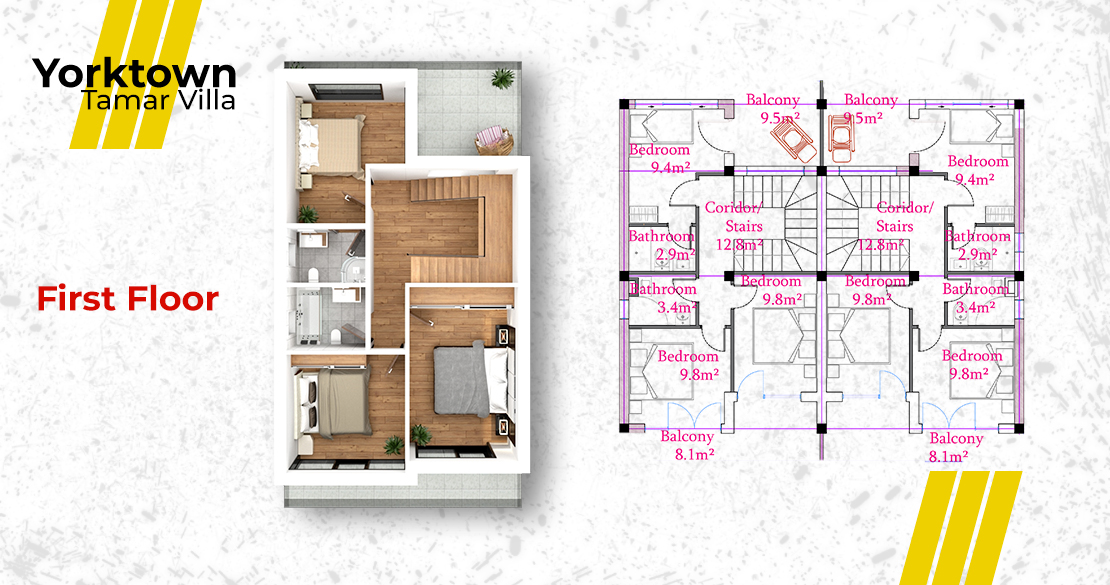 Yorktown
Tamar Villa
First Floor
Balcony
9.5m²
Balcony
9.5m²
Bedroom
9.4m²
Bedroom
9.4m²
Coridor/
Stairs
12.8m²
Coridor/
Stairs
12.8m²
Bathroom
2.9m²
Bathroom
2.9m²
Bathroom
3.4m²
Bedroom
9.8m²
Bedroom
9.8m²
Bathroom
3.4m²
Bedroom
9.8m²
Bedroom
9.8m²
Balcony
8.1m²
Balcony
8.1m²